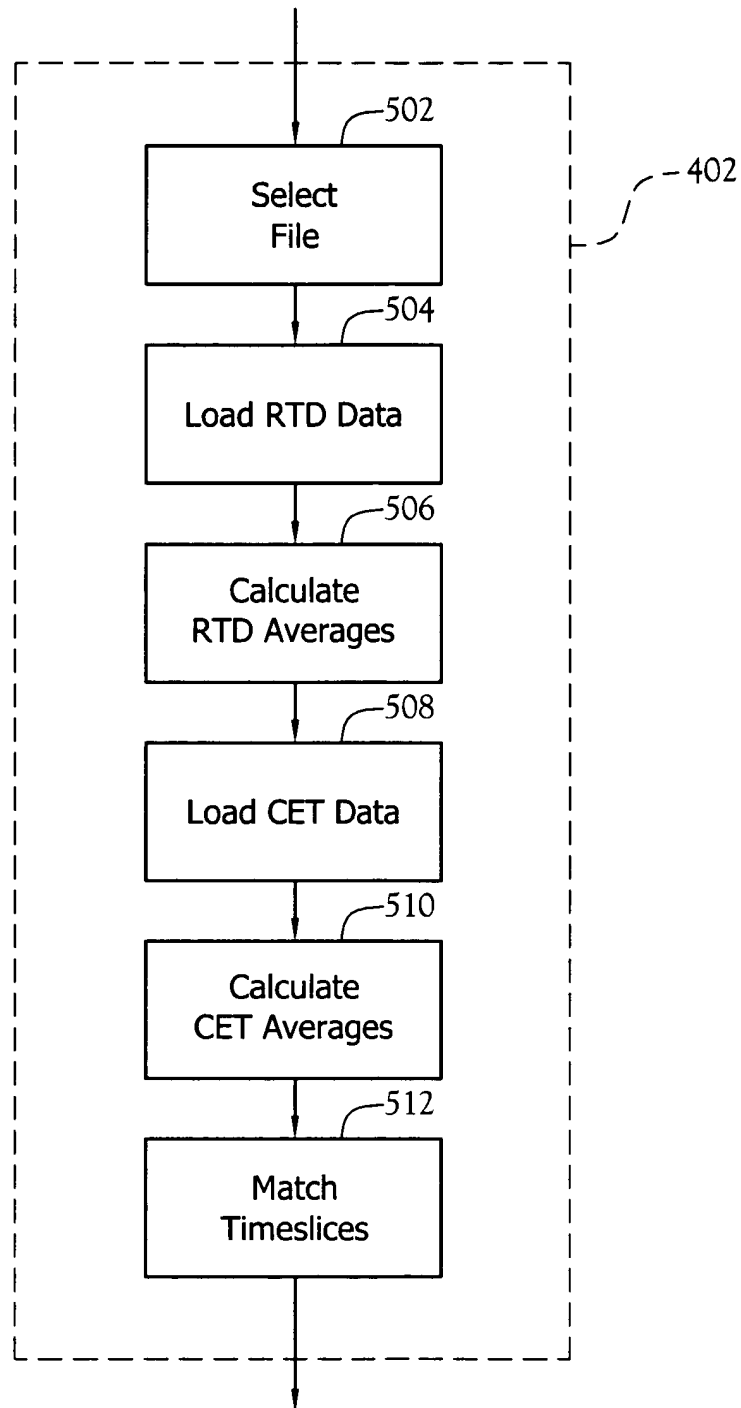 502
Select
File
402
504
Load RTD Data
506
Calculate
RTD Averages
508
Load CET Data
510
Calculate
CET Averages
512
Match
Timeslices